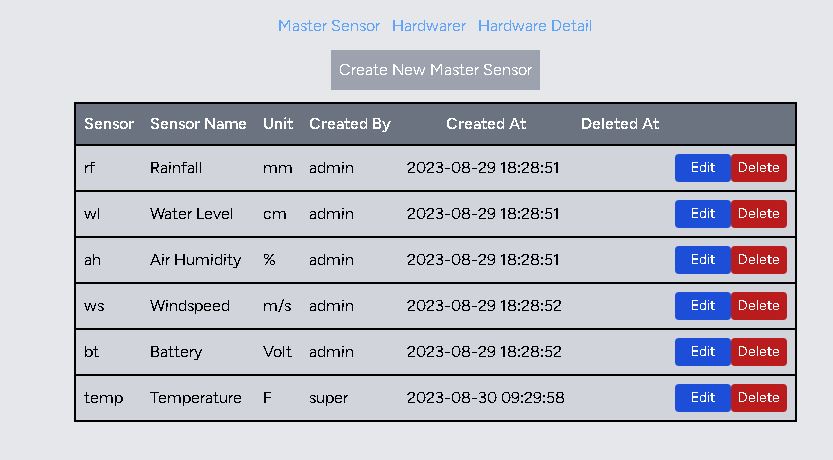 Master Sensor Hardwarer Hardware Detail
Create New Master Sensor
Sensor Sensor Name Unit Created By Created At Deleted At
rf Rainfall mm admin 2023-08-29 18:28:51 Edit Delete
wl Water Level cm admin 2023-08-29 18:28:51 Edit Delete
ah Air Humidity % admin 2023-08-29 18:28:51 Edit Delete
ws Windspeed m/s admin 2023-08-29 18:28:52 Edit Delete
bt Battery Volt admin 2023-08-29 18:28:52 Edit Delete
temp Temperature F super 2023-08-30 09:29:58 Edit Delete